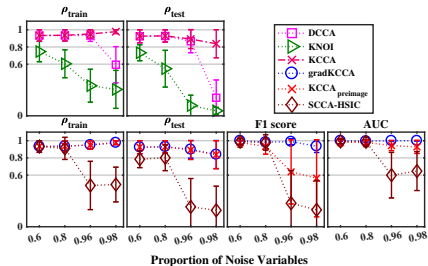 ρtrain
ρtest
1
0.8
0.6
0
DCCA
KNOI
KCCA
gradKCCA
KCCApreimage
SCCA-HSIC
ρtrain
ρtest
F1 score
AUC
1
0.8
0.6
0
0.6 0.8 0.96 0.98
0.6 0.8 0.96 0.98
0.6 0.8 0.96 0.98
0.6 0.8 0.96 0.98
Proportion of Noise Variables